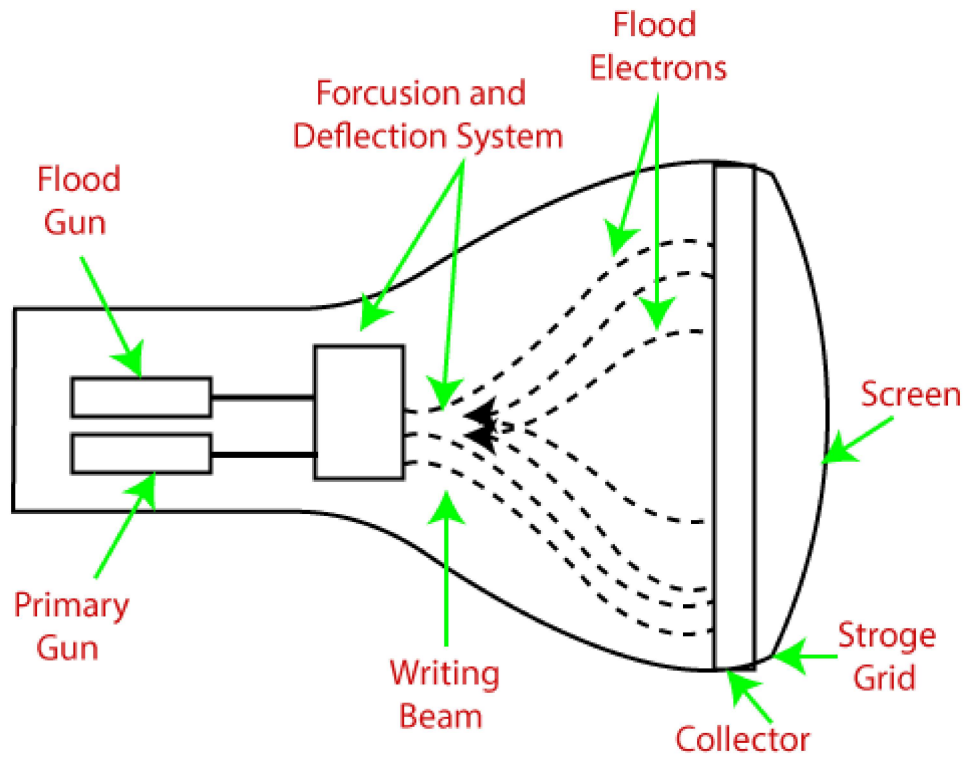 Flood
Electrons
Forcusion and
Deflection System
Flood
Gun
Screen
Primary
Gun
Stroge
Grid
Writing
Beam
Collector